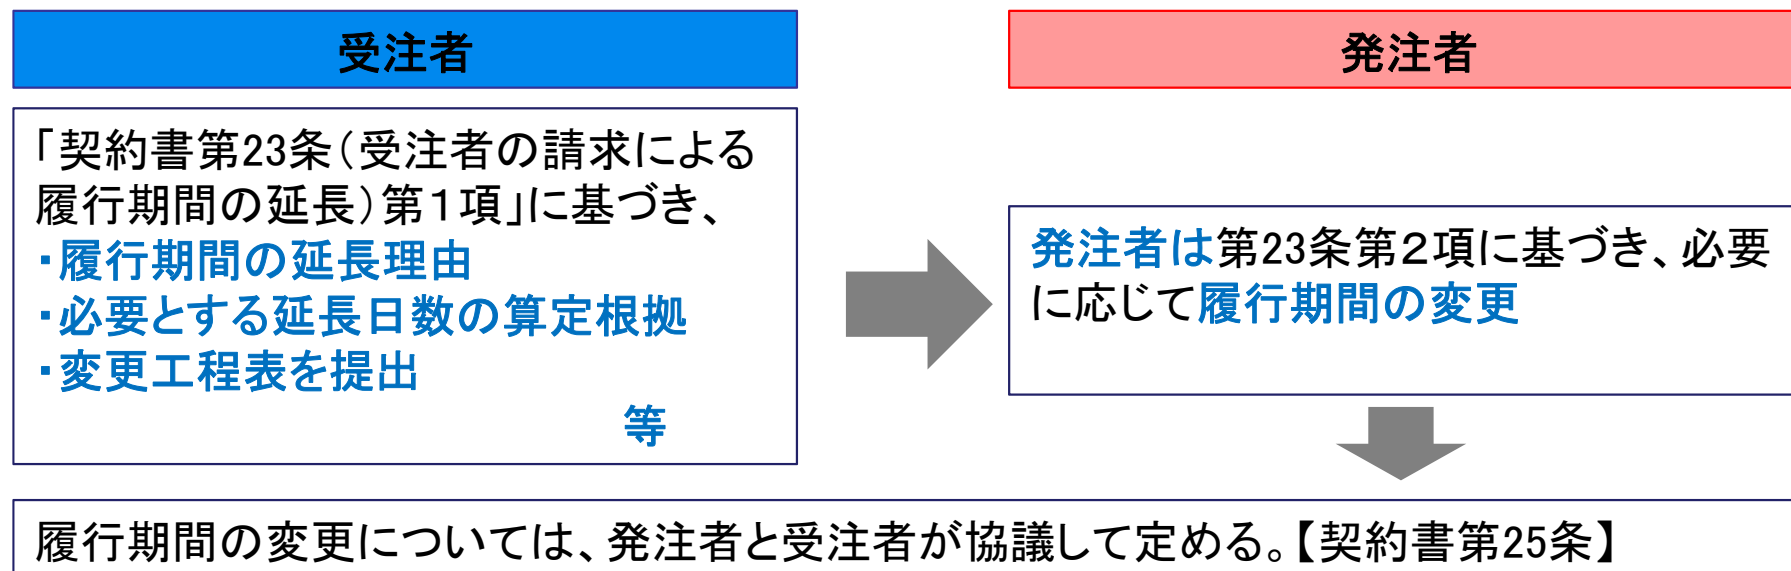 受注者
発注者
「契約書第23条（受注者の請求による
履行期間の延長）第１項」に基づき、
・履行期間の延長理由
・必要とする延長日数の算定根拠
・変更工程表を提出
等
発注者は第23条第２項に基づき、必要
に応じて履行期間の変更
履行期間の変更については、発注者と受注者が協議して定める。【契約書第25条】